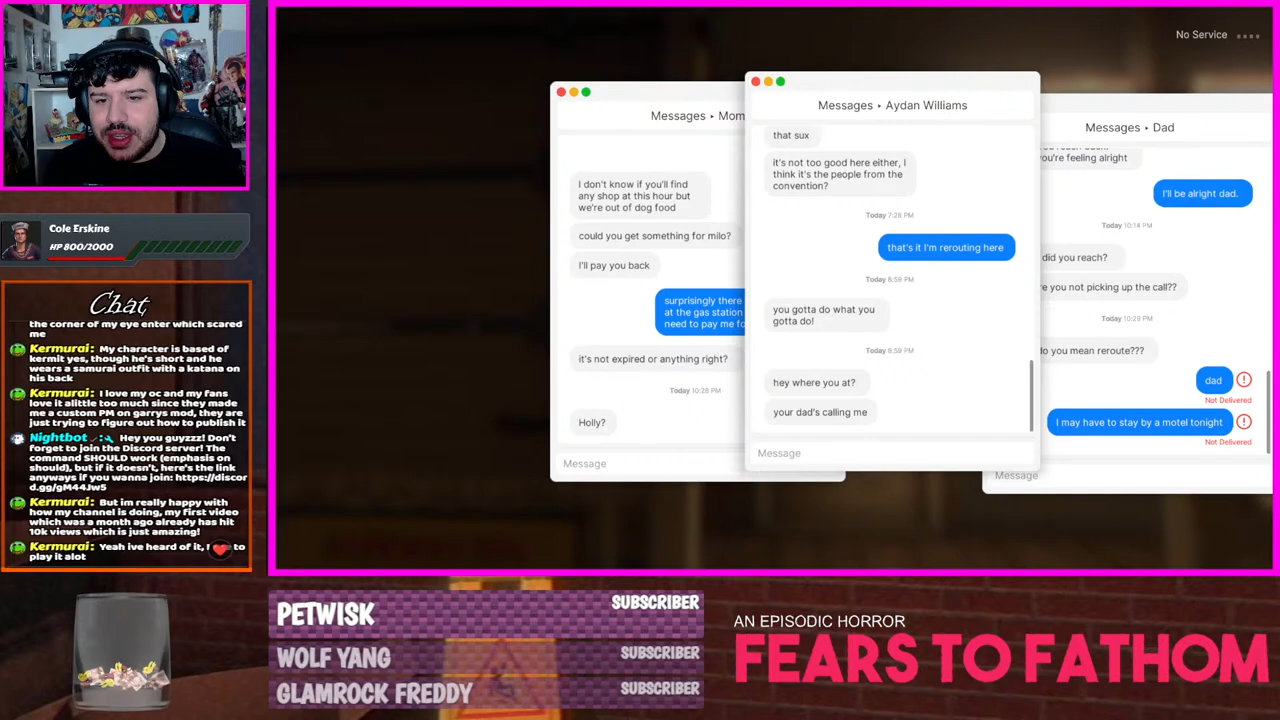 No Service
Messages ▸ Mom
I don't know if you'll find
any shop at this hour but
we're out of dog food
could you get something for milo?
I'll pay you back
surprisingly there
at the gas station
need to pay me fo
it's not expired or anything right?
Today 10:28 PM
Holly?
Message
Messages ▸ Aydan Williams
that sux
it's not too good here either, I
think it's the people from the
convention?
Today 7:28 PM
that's it I'm rerouting here
Today 8:59 PM
you gotta do what you
gotta do!
Today 8:59 PM
hey where you at?
your dad's calling me
Message
Messages ▸ Dad
you're feeling alright
I'll be alright dad.
Today 10:14 PM
did you reach?
re you not picking up the call??
Today 10:28 PM
do you mean reroute???
dad
Not Delivered
I may have to stay by a motel tonight
Not Delivered
Message
Cole Erskine
HP 800/2000
Chat
the corner of my eye enter which scared
me
Kermurai: My character is based of
kermit yes, though he's short and he
wears a samurai outfit with a katana on
his back
Kermurai: I love my oc and my fans
love it alittle too much since they made
me a custom PM on garrys mod, they are
just trying to figure out how to publish it
Nightbot: Hey you guyzzz! Don't
forget to join the Discord server! The
command SHOULD work (emphasis on
should), but if it doesn't, here's the link
anyways if you wanna join: https://discor
d.gg/gM44Jw5
Kermurai: But im really happy with
how my channel is doing, my first video
which was a month ago already has hit
10k views which is just amazing!
Kermurai: Yeah ive heard of it, to
play it alot
PETWISK SUBSCRIBER
WOLF YANG SUBSCRIBER
GLAMROCK FREDDY SUBSCRIBER
AN EPISODIC HORROR
FEARS TO FATHOM